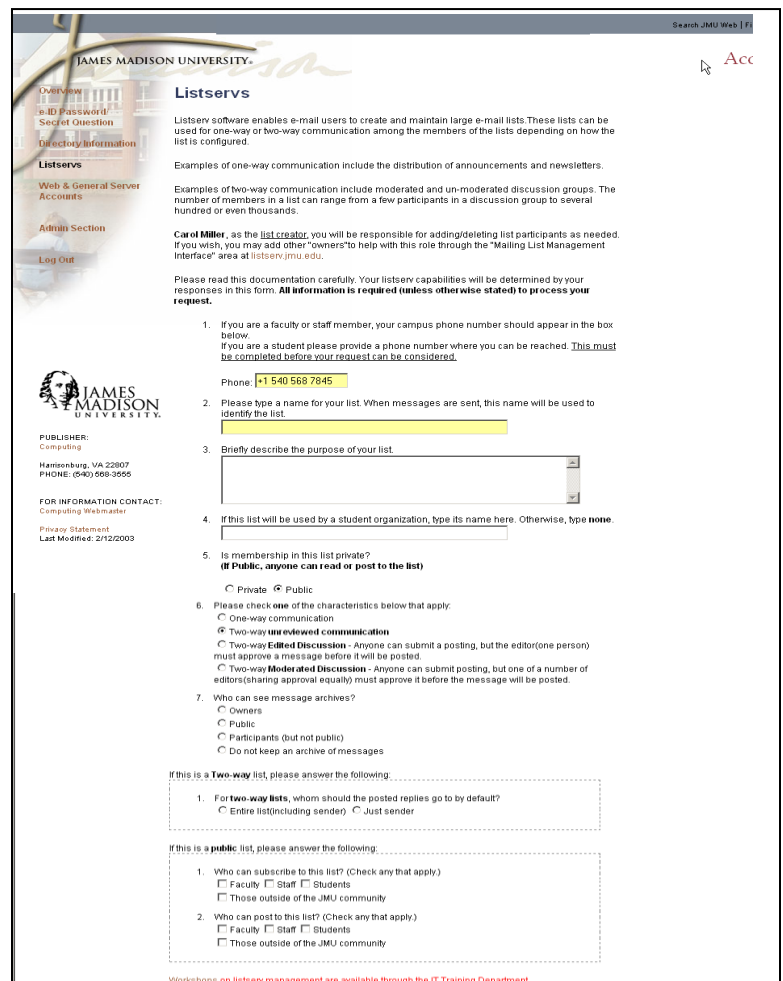 Search JMU Web | Fi
JAMES MADISON UNIVERSITY.
Acc
Overview
e-ID Password/
Secret Question
Directory Information
Listservs
Web & General Server
Accounts
Admin Section
Log Out
Listservs
Listserv software enables e-mail users to create and maintain large e-mail lists.These lists can be
used for one-way or two-way communication among the members of the lists depending on how the
list is configured.
Examples of one-way communication include the distribution of announcements and newsletters.
Examples of two-way communication include moderated and un-moderated discussion groups. The
number of members in a list can range from a few participants in a discussion group to several
hundred or even thousands.
Carol Miller, as the list creator, you will be responsible for adding/deleting list participants as needed.
If you wish, you may add other "owners"to help with this role through the "Mailing List Management
Interface" area at listserv.jmu.edu.
Please read this documentation carefully. Your listserv capabilities will be determined by your
responses in this form. All information is required (unless otherwise stated) to process your
request.
1. If you are a faculty or staff member, your campus phone number should appear in the box
below.
If you are a student please provide a phone number where you can be reached. This must
be completed before your request can be considered.
Phone: +1 540 568 7845
2. Please type a name for your list. When messages are sent, this name will be used to
identify the list.
3. Briefly describe the purpose of your list.
4. If this list will be used by a student organization, type its name here. Otherwise, type none.
5. Is membership in this list private?
(If Public, anyone can read or post to the list)
Private Public
6. Please check one of the characteristics below that apply:
One-way communication
Two-way unreviewed communication
Two-way Edited Discussion - Anyone can submit a posting, but the editor(one person)
must approve a message before it will be posted.
Two-way Moderated Discussion - Anyone can submit posting, but one of a number of
editors(sharing approval equally) must approve it before the message will be posted.
7. Who can see message archives?
Owners
Public
Participants (but not public)
Do not keep an archive of messages
JAMES
MADISON
UNIVERSITY.
PUBLISHER:
Computing
Harrisonburg, VA 22807
PHONE: (540) 568-3555
FOR INFORMATION CONTACT:
Computing Webmaster
Privacy Statement
Last Modified: 2/12/2003
If this is a Two-way list, please answer the following:
1. For two-way lists, whom should the posted replies go to by default?
Entire list(including sender) Just sender
If this is a public list, please answer the following:
1. Who can subscribe to this list? (Check any that apply.)
Faculty Staff Students
Those outside of the JMU community
2. Who can post to this list? (Check any that apply.)
Faculty Staff Students
Those outside of the JMU community
Workshops on listserv management are available through the IT Training Department.